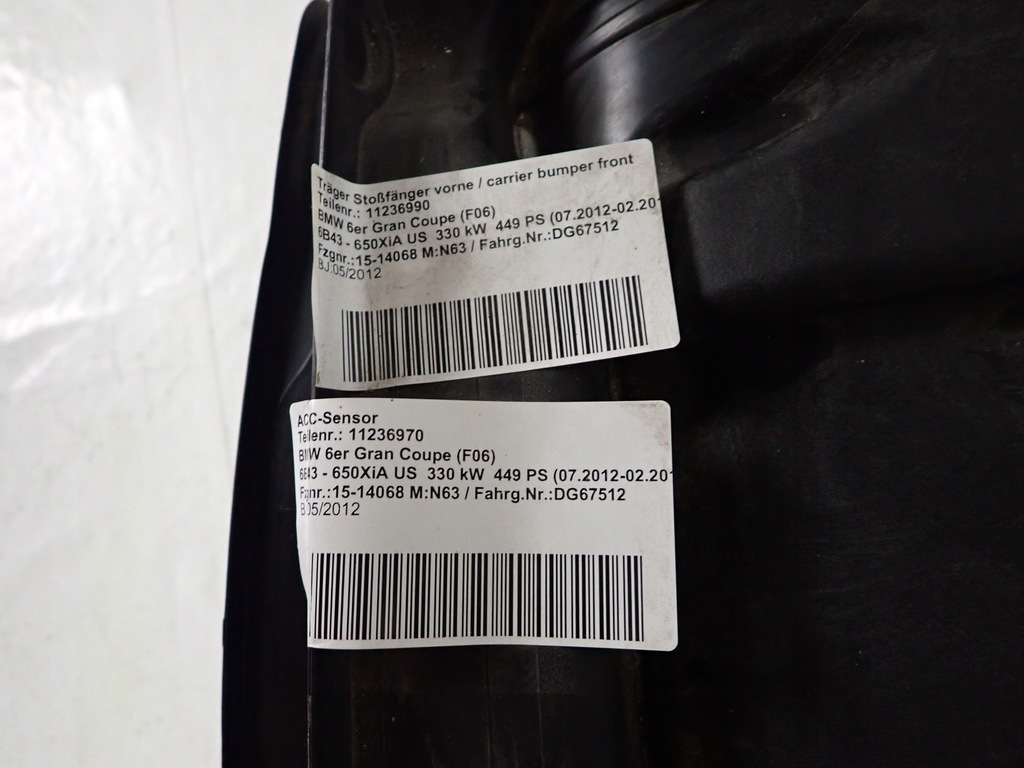 Träger Stoßfänger vorne / carrier bumper front
Teilenr.: 11236990
BMW 6er Gran Coupe (F06)
6B43 - 650XiA US 330 kW 449 PS (07.2012-02.201
Fzgnr.:15-14068 M:N63 / Fahrg.Nr.:DG67512
BJ:05/2012
ACC-Sensor
Teilenr.: 11236970
BMW 6er Gran Coupe (F06)
6B43 - 650XiA US 330 kW 449 PS (07.2012-02.201
Fzgnr.:15-14068 M:N63 / Fahrg.Nr.:DG67512
BJ:05/2012